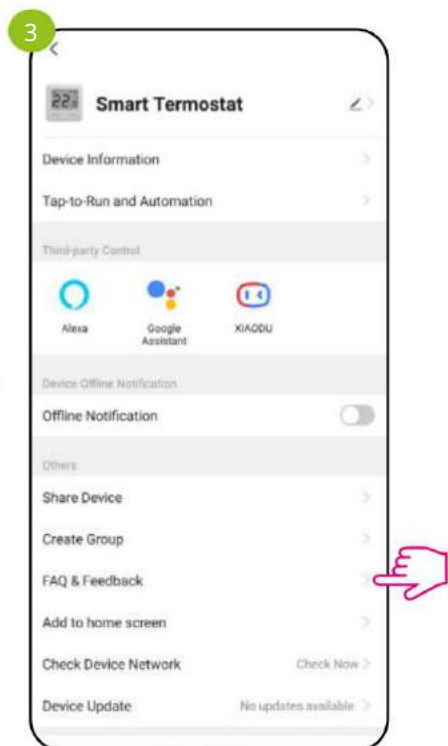 3
Smart Termostat
Device Information
Tap-to-Run and Automation
Third-party Control
Alexa
Google
Assistant
XIAODU
Device Offline Notification
Offline Notification
Others
Share Device
Create Group
FAQ & Feedback
Add to home screen
Check Device Network Check Now
Device Update No updates available